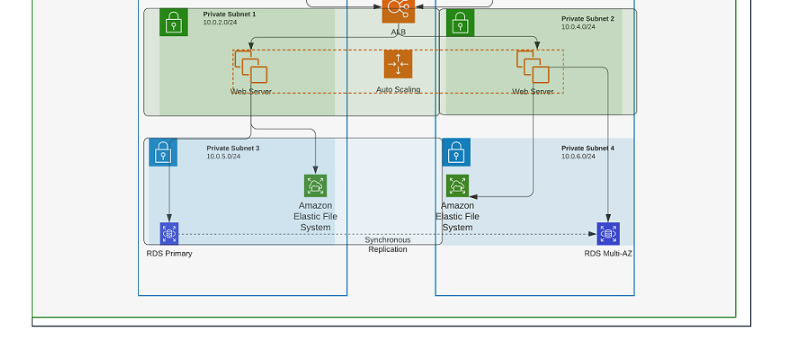 Private Subnet 1
10.0.2.0/24
Private Subnet 2
10.0.4.0/24
ALB
Web Server
Auto Scaling
Web Server
Private Subnet 3
10.0.5.0/24
Private Subnet 4
10.0.6.0/24
Amazon
Elastic File
System
Amazon
Elastic File
System
Synchronous
Replication
RDS Primary
RDS Multi-AZ